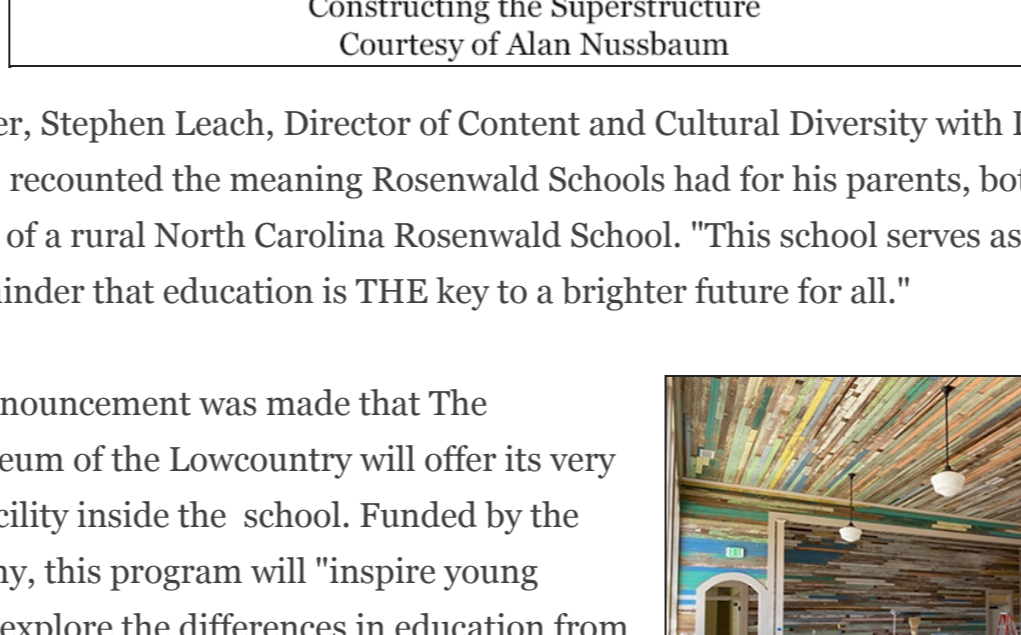 Constructing the Superstructure
Courtesy of Alan Nussbaum
er, Stephen Leach, Director of Content and Cultural Diversity with
recounted the meaning Rosenwald Schools had for his parents, bot
of a rural North Carolina Rosenwald School. "This school serves as
inder that education is THE key to a brighter future for all."
nouncement was made that The
eum of the Lowcountry will offer its very
cility inside the school. Funded by the
ny, this program will "inspire young
explore the differences in education from